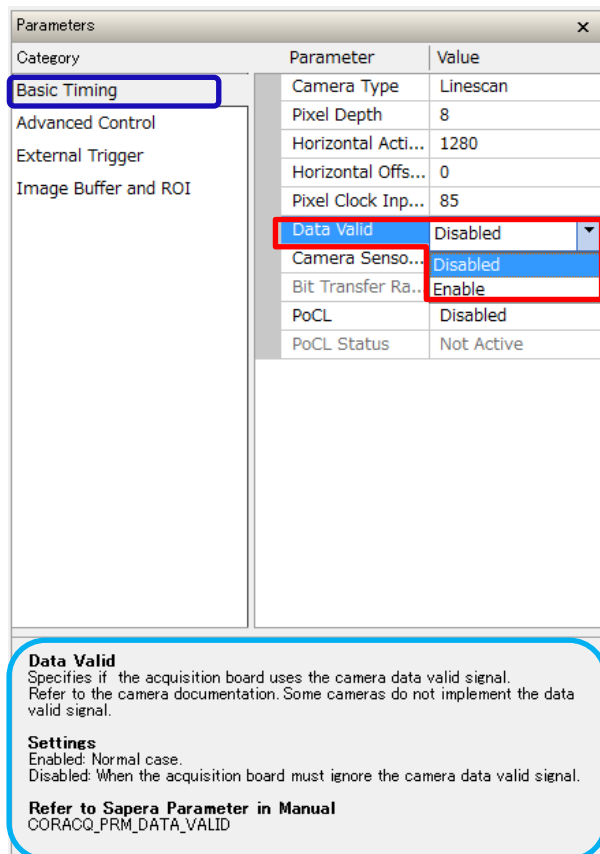 Parameters x
Category Parameter Value
Basic Timing
Advanced Control
External Trigger
Image Buffer and ROI
Camera Type Linescan
Pixel Depth 8
Horizontal Acti... 1280
Horizontal Offs... 0
Pixel Clock Inp... 85
Data Valid Disabled
Camera Senso... Disabled
Bit Transfer Ra... Enable
PoCL Disabled
PoCL Status Not Active
Data Valid
Specifies if the acquisition board uses the camera data valid signal.
Refer to the camera documentation. Some cameras do not implement the data
valid signal.
Settings
Enabled: Normal case.
Disabled: When the acquisition board must ignore the camera data valid signal.
Refer to Sapera Parameter in Manual
CORACQ_PRM_DATA_VALID